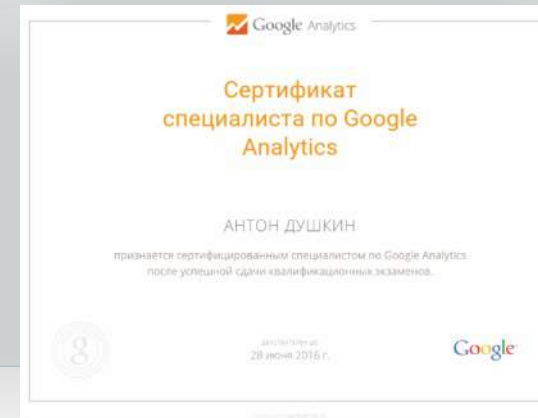 Google Analytics
Сертификат
специалиста по Google
Analytics
АНТОН ДУШКИН
признается сертифицированным специалистом по Google Analytics
после успешной сдачи квалификационных экзаменов.
28 июня 2016 г.
g
Google